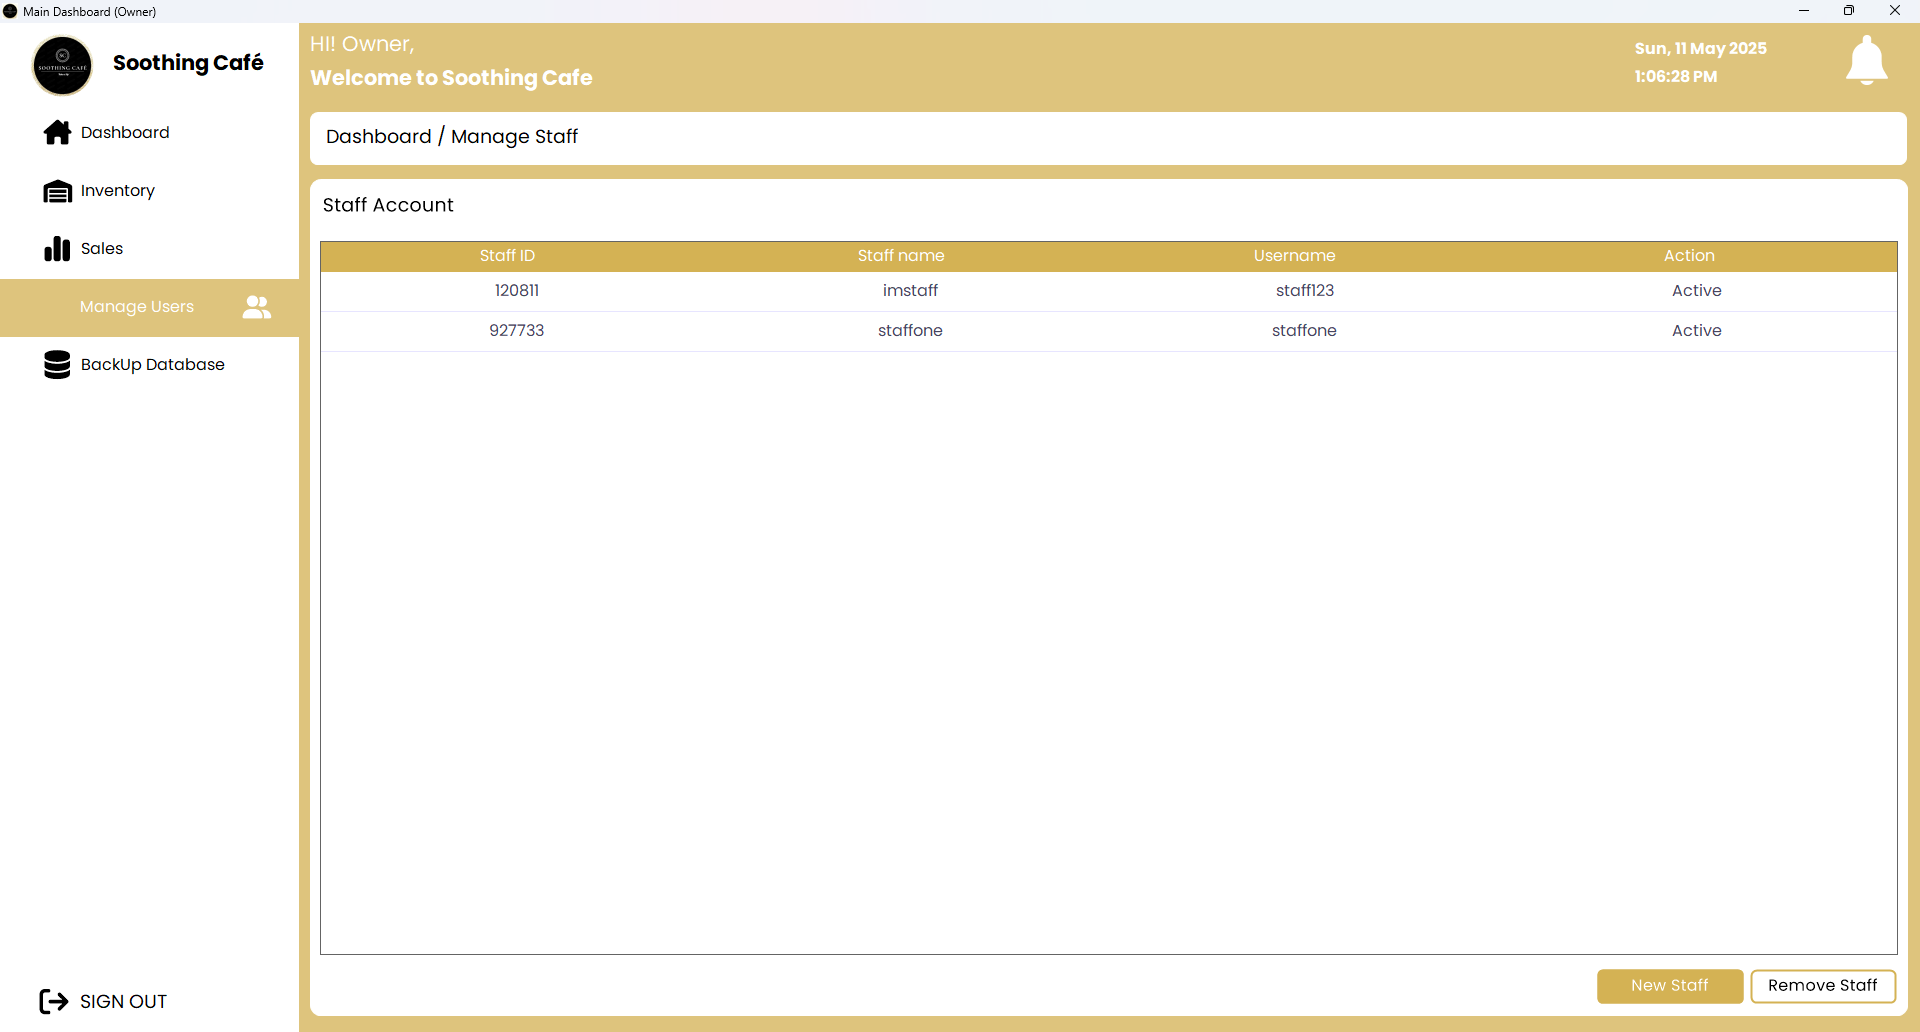 Main Dashboard (Owner)
SOOTHING CAFÉ
Soothing Café
Dashboard
Inventory
Sales
Manage Users
BackUp Database
SIGN OUT
HI! Owner,
Welcome to Soothing Cafe
Sun, 11 May 2025
1:06:28 PM
Dashboard / Manage Staff
Staff Account
Staff ID Staff name Username Action
120811 imstaff staff123 Active
927733 staffone staffone Active
New Staff Remove Staff